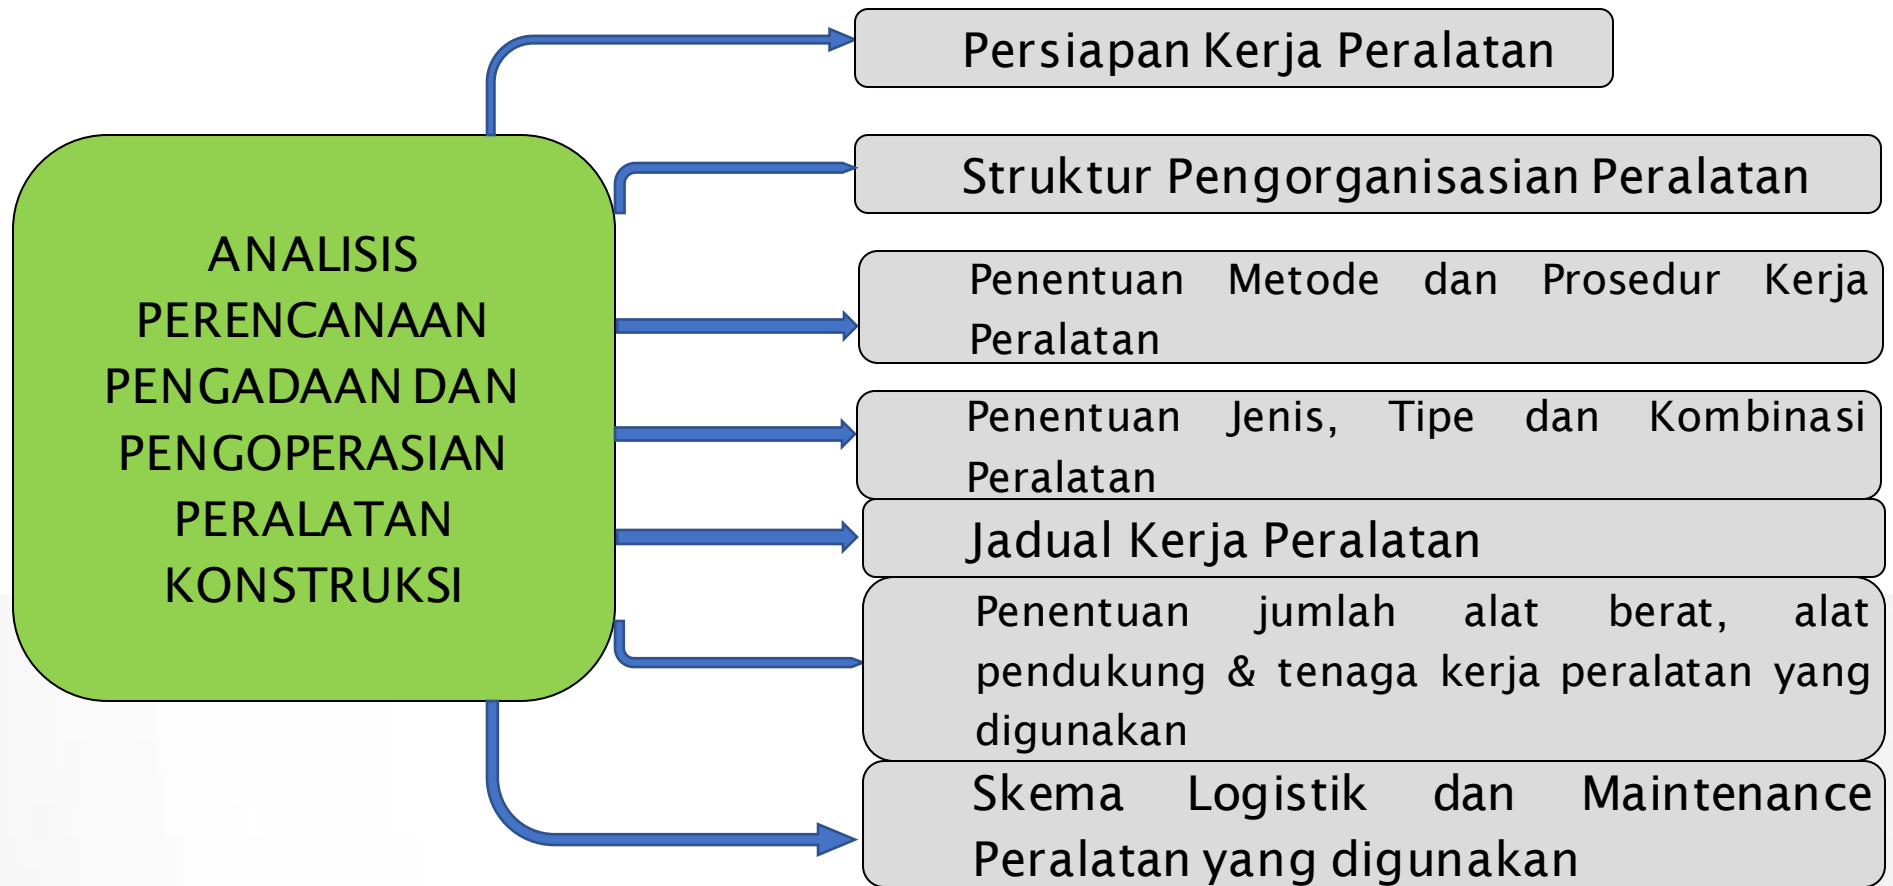 ANALISIS
PERENCANAAN
PENGADAAN DAN
PENGOPERASIAN
PERALATAN
KONSTRUKSI
Persiapan Kerja Peralatan
Struktur Pengorganisasian Peralatan
Penentuan Metode dan Prosedur Kerja
Peralatan
Penentuan Jenis, Tipe dan Kombinasi
Peralatan
Jadual Kerja Peralatan
Penentuan jumlah alat berat, alat
pendukung & tenaga kerja peralatan yang
digunakan
Skema Logistik dan Maintenance
Peralatan yang digunakan